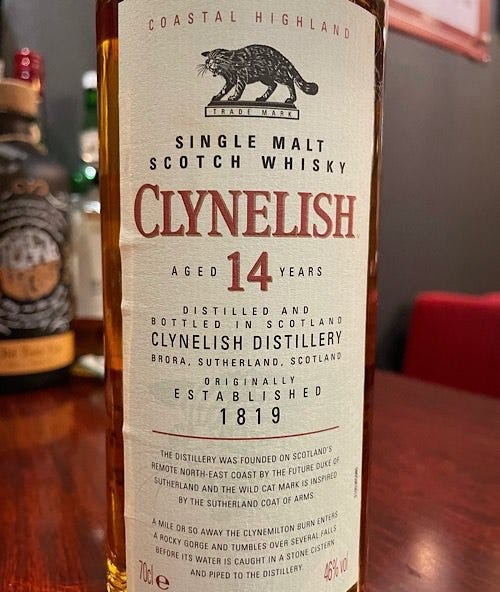 COASTAL HIGHLAND
TRADE MARK
SINGLE MALT
SCOTCH WHISKY
CLYNELISH
AGED 14 YEARS
DISTILLED AND
BOTTLED IN SCOTLAND
CLYNELISH DISTILLERY
BRORA, SUTHERLAND, SCOTLAND
ORIGINALLY
ESTABLISHED
1819
THE DISTILLERY WAS FOUNDED ON SCOTLAND'S
REMOTE NORTH-EAST COAST BY THE FUTURE DUKE OF
SUTHERLAND AND THE WILD CAT MARK IS INSPIRED
BY THE SUTHERLAND COAT OF ARMS.
A MILE OR SO AWAY THE CLYNEMILTON BURN ENTERS
A ROCKY GORGE AND TUMBLES OVER SEVERAL FALLS
BEFORE ITS WATER IS CAUGHT IN A STONE CISTERN
AND PIPED TO THE DISTILLERY.
70cl e 46% vol